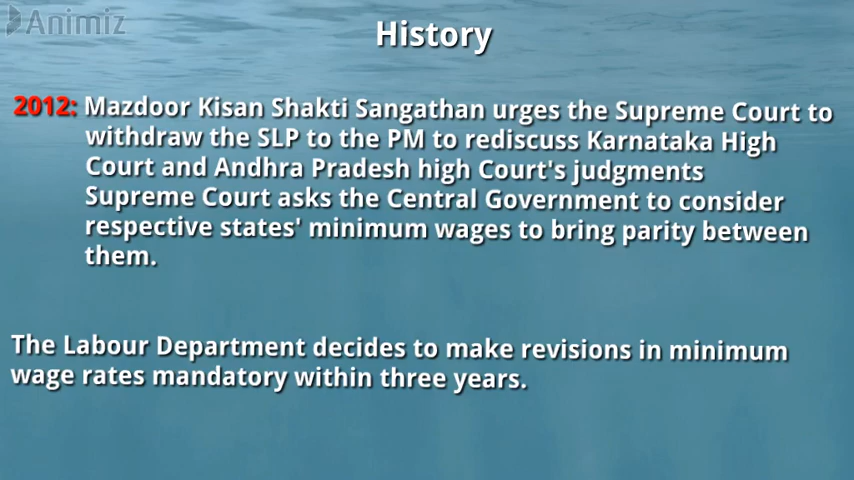 Animiz
History
2012: Mazdoor Kisan Shakti Sangathan urges the Supreme Court to
withdraw the SLP to the PM to rediscuss Karnataka High
Court and Andhra Pradesh high Court's judgments
Supreme Court asks the Central Government to consider
respective states' minimum wages to bring parity between
them.
The Labour Department decides to make revisions in minimum
wage rates mandatory within three years.